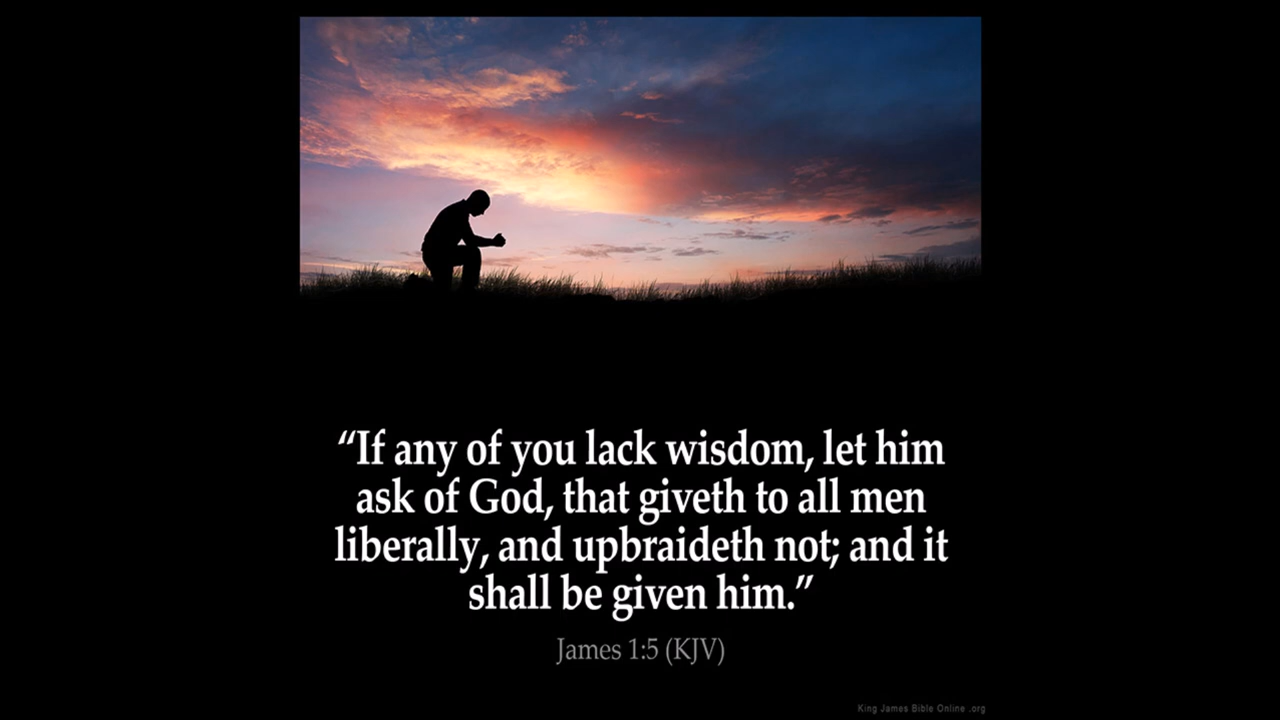 “If any of you lack wisdom, let him
ask of God, that giveth to all men
liberally, and upbraideth not; and it
shall be given him.”
James 1:5 (KJV)
King James Bible Online .org